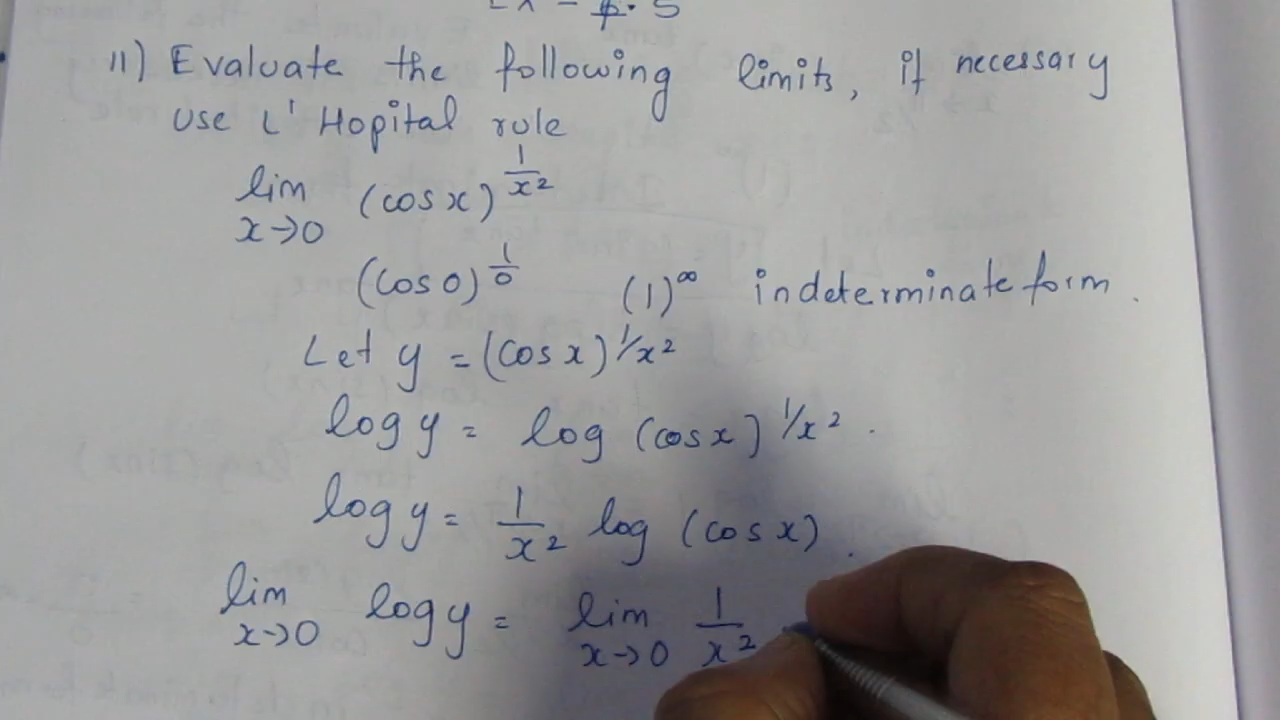 11) Evaluate the following limits, if necessary
use L' Hopital rule
lim x→0 (cos x)^(1/x²)
(cos 0)^(1/0) (1)^∞ indeterminate form.
Let y = (cos x)^(1/x²)
log y = log (cos x)^(1/x²).
log y = 1/x² log (cos x).
lim x→0 log y = lim x→0 1/x²